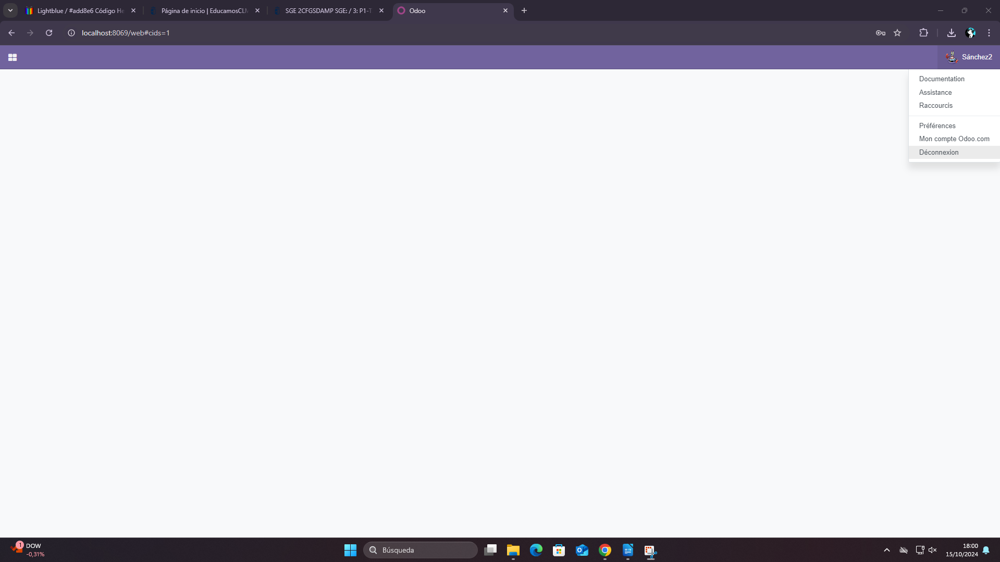 Lightblue / #add8e6 Código He
Página de inicio | EducamosCLM
SGE 2CFGSDAMP SGE: / 3: P1-T
Odoo
localhost:8069/web#cids=1
Sánchez2
Documentation
Assistance
Raccourcis
Préférences
Mon compte Odoo.com
Déconnexion
1
DOW
-0,31%
Búsqueda
18:00
15/10/2024